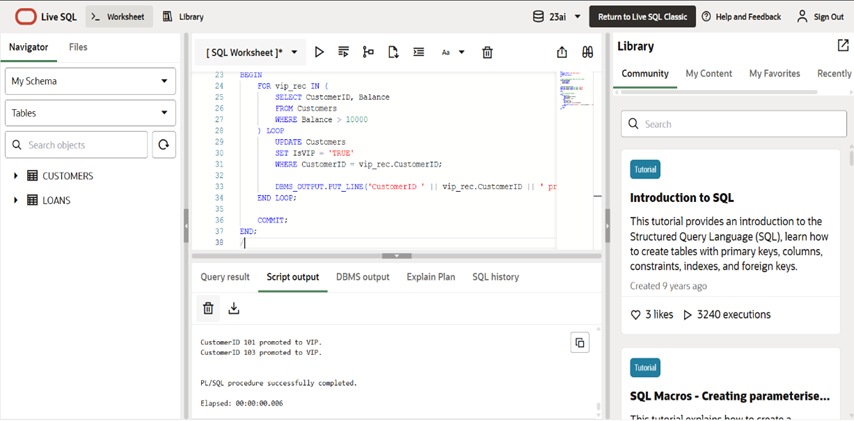 Live SQL
Worksheet
Library
23ai
Return to Live SQL Classic
Help and Feedback
Sign Out
Navigator
Files
My Schema
Tables
Search objects
CUSTOMERS
LOANS
[ SQL Worksheet ]*
Aa
23 BEGIN
24 FOR vip_rec IN (
25 SELECT CustomerID, Balance
26 FROM Customers
27 WHERE Balance > 10000
28 ) LOOP
29 UPDATE Customers
30 SET IsVIP = 'TRUE'
31 WHERE CustomerID = vip_rec.CustomerID;
32
33 DBMS_OUTPUT.PUT_LINE('CustomerID ' || vip_rec.CustomerID || ' pr
34 END LOOP;
35
36 COMMIT;
37 END;
38 /
Query result
Script output
DBMS output
Explain Plan
SQL history
CustomerID 101 promoted to VIP.
CustomerID 103 promoted to VIP.
PL/SQL procedure successfully completed.
Elapsed: 00:00:00.006
Library
Community
My Content
My Favorites
Recently
Search
Tutorial
Introduction to SQL
This tutorial provides an introduction to the
Structured Query Language (SQL), learn how
to create tables with primary keys, columns,
constraints, indexes, and foreign keys.
Created 9 years ago
3 likes
3240 executions
Tutorial
SQL Macros - Creating parameterise...
This tutorial explains how to create a